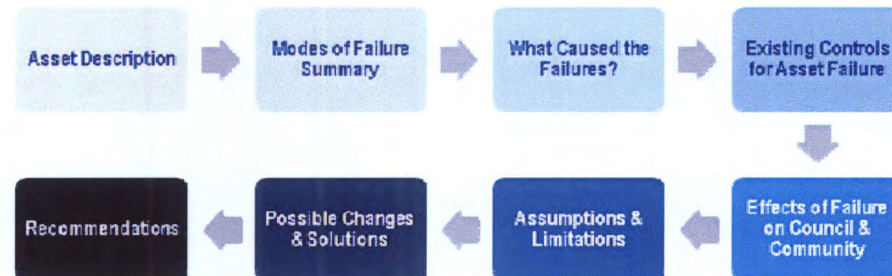 Asset Description
Modes of Failure
Summary
What Caused the
Failures?
Existing Controls
for Asset Failure
Effects of Failure
on Council &
Community
Assumptions &
Limitations
Possible Changes
& Solutions
Recommendations